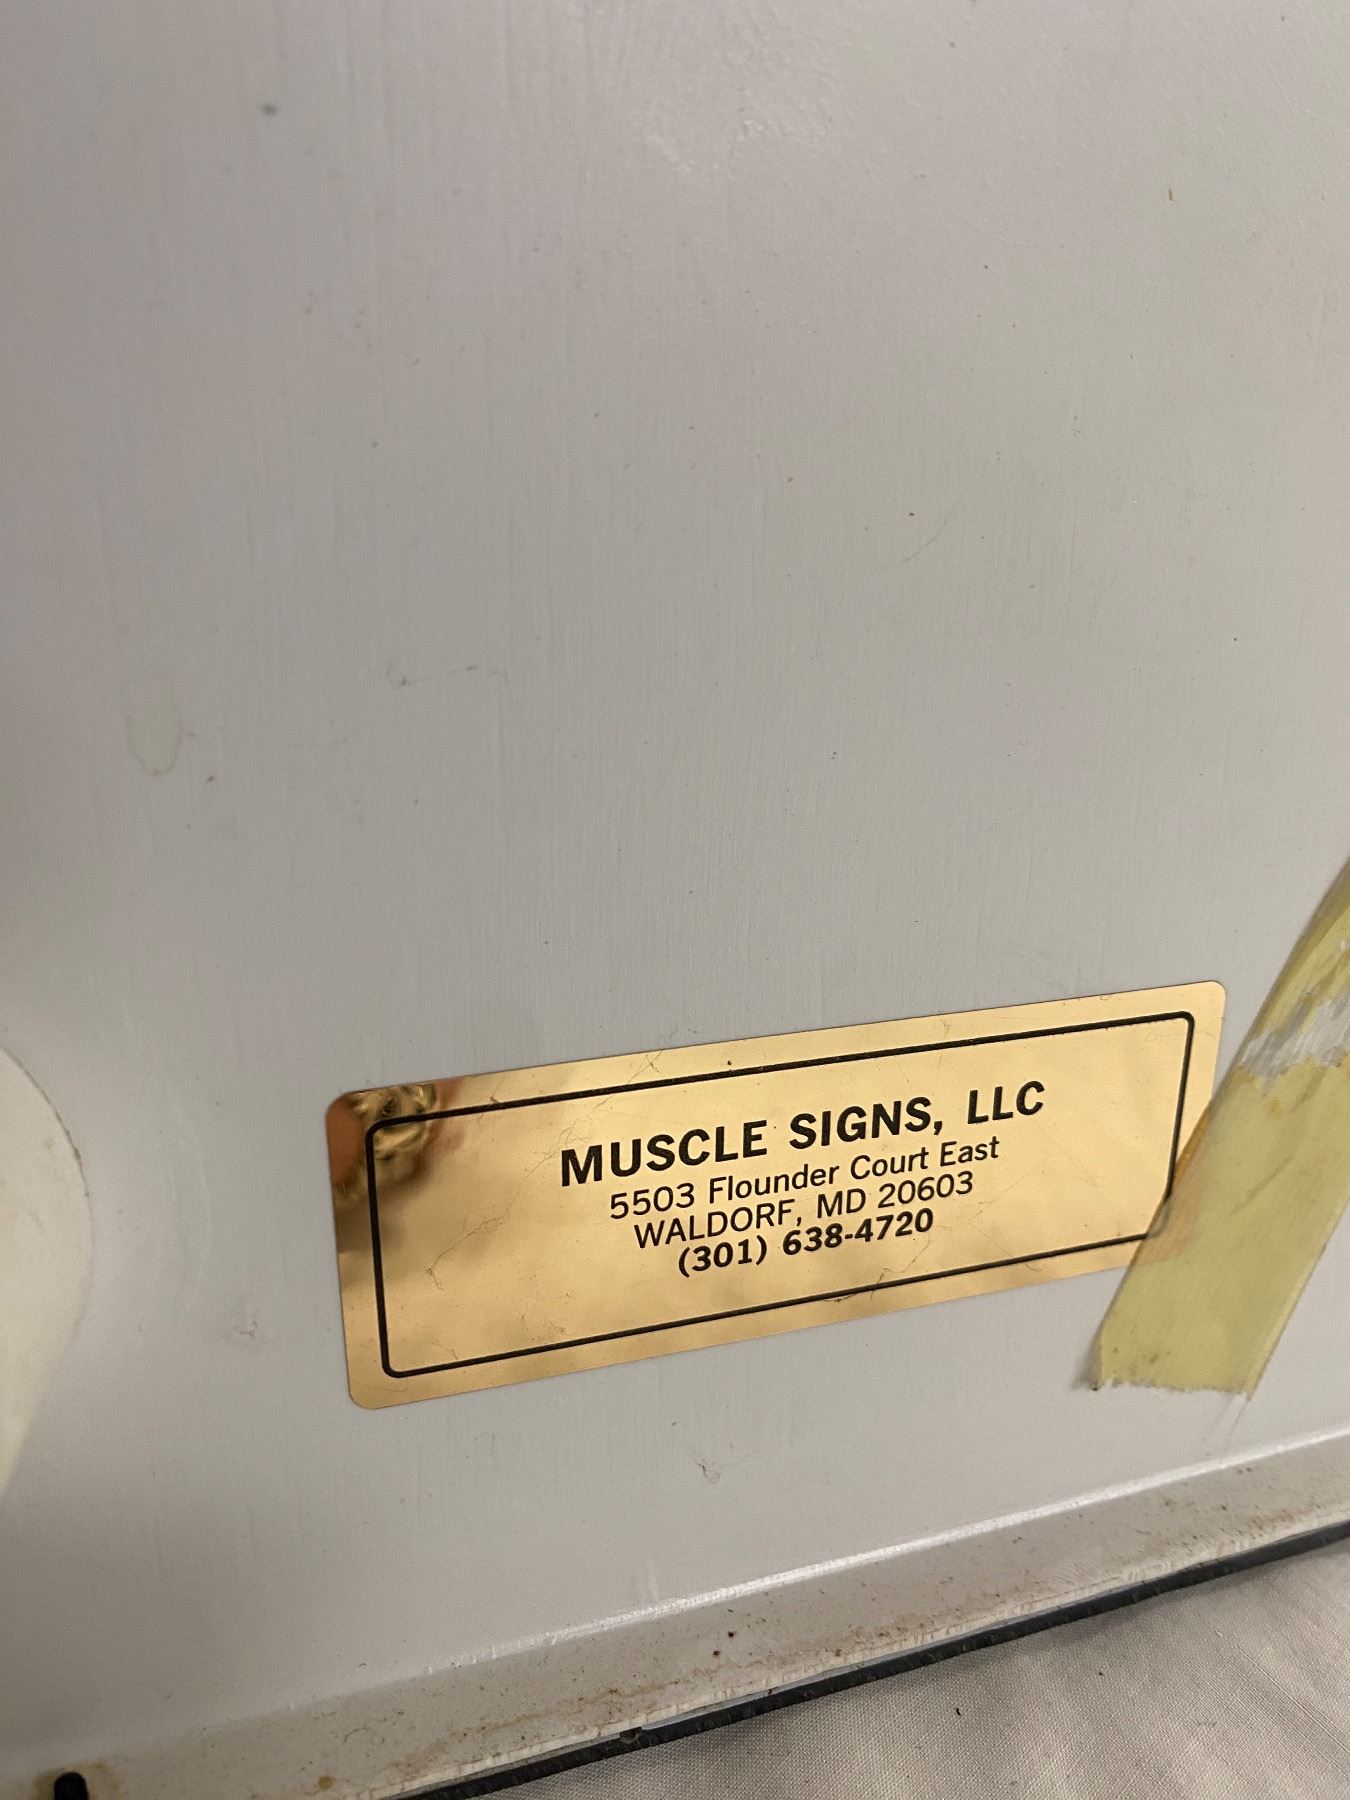 MUSCLE SIGNS, LLC
5503 Flounder Court East
WALDORF, MD 20603
(301) 638-4720